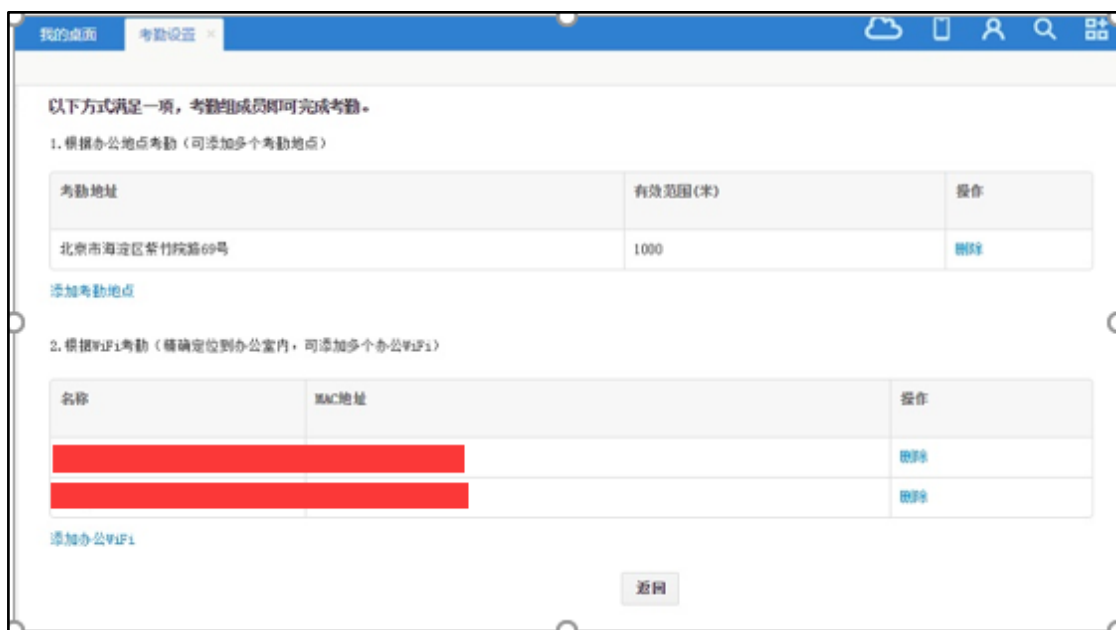 我的桌面 考勤设置 ×
以下方式满足一项，考勤组成员即可完成考勤。
1.根据办公地点考勤（可添加多个考勤地点）
考勤地址 有效范围(米) 操作
北京市海淀区紫竹院路69号 1000 删除
添加考勤地点
2.根据WiFi考勤（精确定位到办公室内，可添加多个办公WiFi）
名称 MAC地址 操作
删除
删除
添加办公WiFi
返回